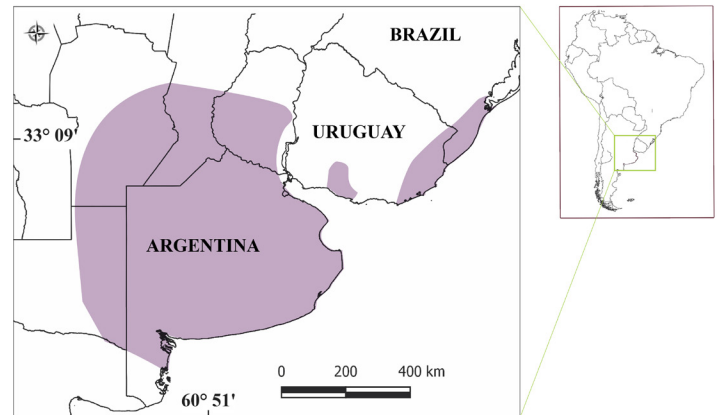 BRAZIL
33° 09'
URUGUAY
ARGENTINA
0 200 400 km
60° 51'